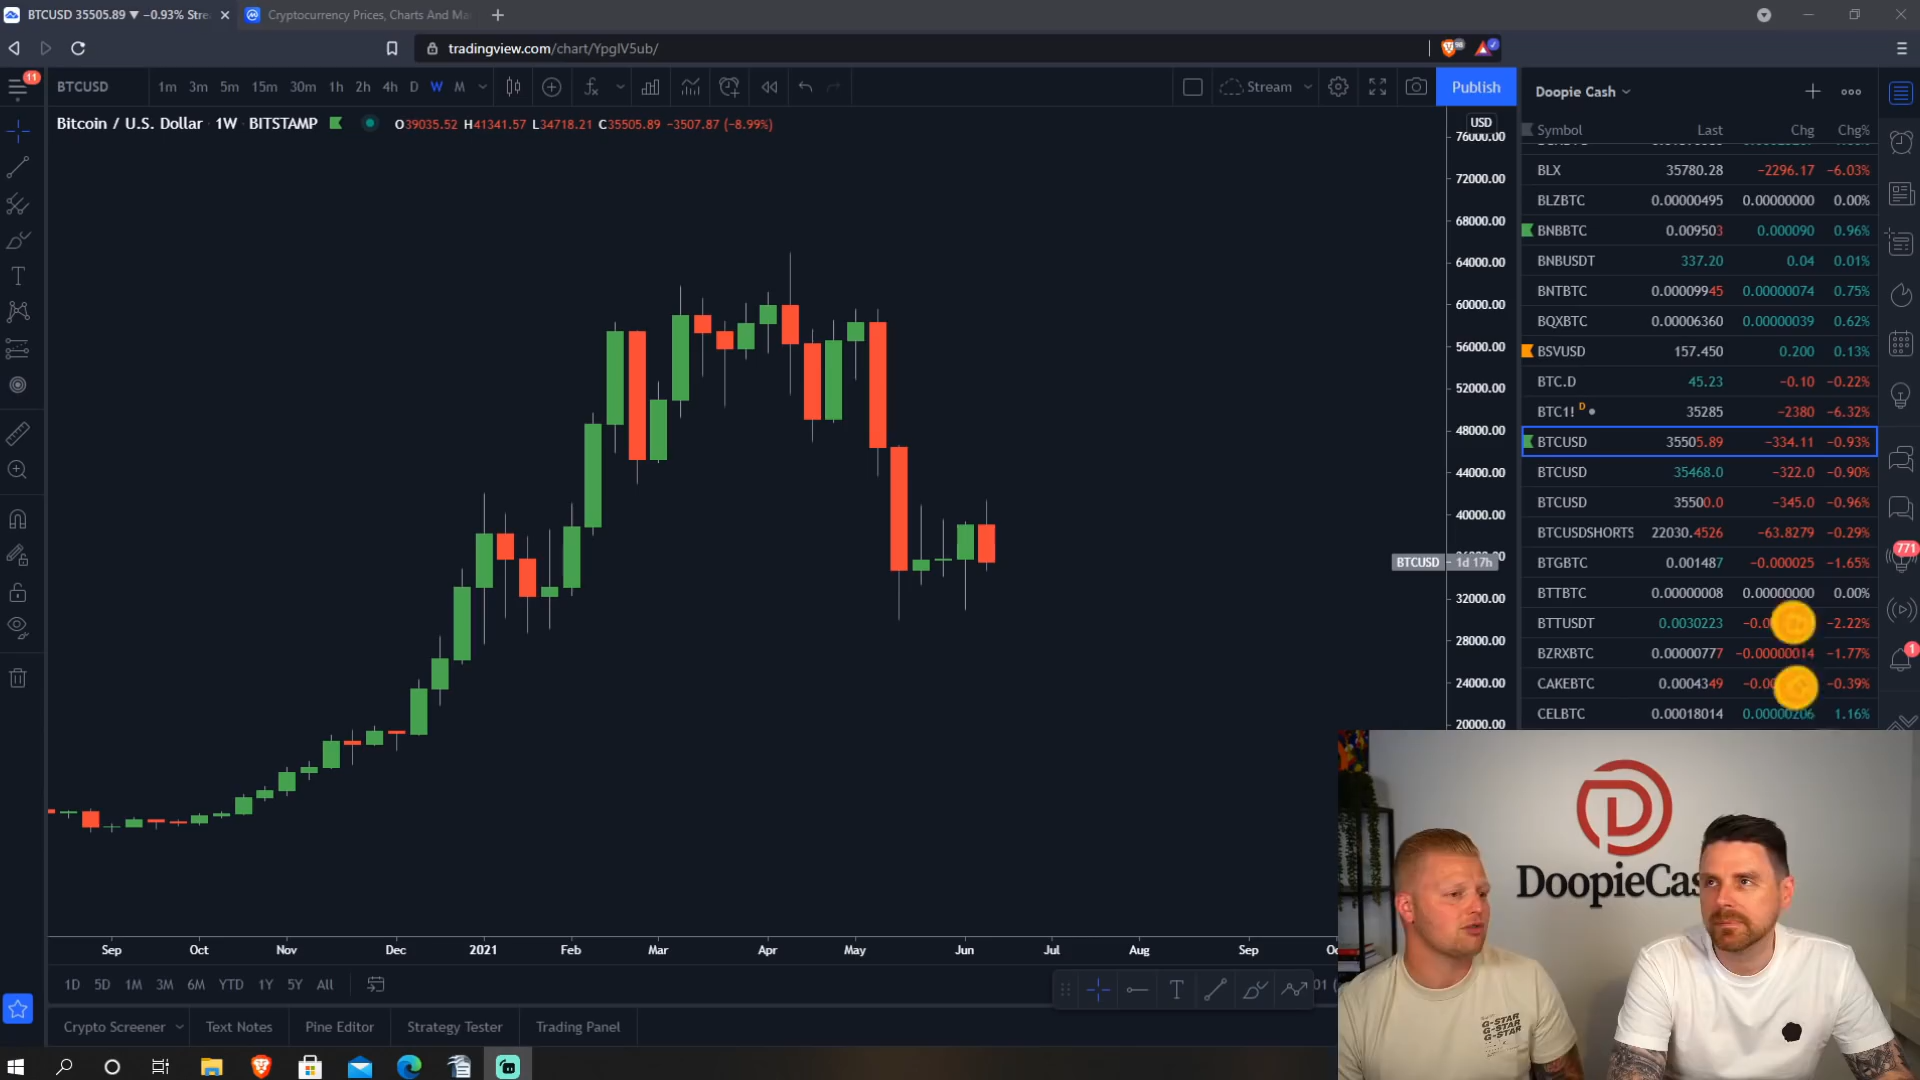 BTCUSD 35505.89 ▼ −0.93% Stre
Cryptocurrency Prices, Charts And Ma
tradingview.com/chart/YpgIV5ub/
11
BTCUSD 1m 3m 5m 15m 30m 1h 2h 4h D W M Stream Publish
Bitcoin / U.S. Dollar 1W BITSTAMP O39035.52 H41341.57 L34718.21 C35505.89 −3507.87 (−8.99%)
USD
76000.00
72000.00
68000.00
64000.00
60000.00
56000.00
52000.00
48000.00
44000.00
40000.00
BTCUSD 1d 17h
32000.00
28000.00
24000.00
20000.00
Sep Oct Nov Dec 2021 Feb Mar Apr May Jun Jul Aug Sep
1D 5D 1M 3M 6M YTD 1Y 5Y All
Crypto Screener Text Notes Pine Editor Strategy Tester Trading Panel
Doopie Cash
Symbol Last Chg Chg%
BLX 35780.28 −2296.17 −6.03%
BLZBTC 0.00000495 0.00000000 0.00%
BNBBTC 0.009503 0.000090 0.96%
BNBUSDT 337.20 0.04 0.01%
BNTBTC 0.00009945 0.00000074 0.75%
BQXBTC 0.00006360 0.00000039 0.62%
BSVUSD 157.450 0.200 0.13%
BTC.D 45.23 −0.10 −0.22%
BTC1! D 35285 −2380 −6.32%
BTCUSD 35505.89 −334.11 −0.93%
BTCUSD 35468.0 −322.0 −0.90%
BTCUSD 35500.0 −345.0 −0.96%
BTCUSDSHORTS 22030.4526 −63.8279 −0.29%
BTGBTC 0.001487 −0.000025 −1.65%
BTTBTC 0.00000008 0.00000000 0.00%
BTTUSDT 0.0030223 −2.22%
BZRXBTC 0.00000777 −0.00000014 −1.77%
CAKEBTC 0.0004349 −0.39%
CELBTC 0.00018014 0.00000206 1.16%
771
1
DoopieCas
G-STAR
G-STAR
G-STAR